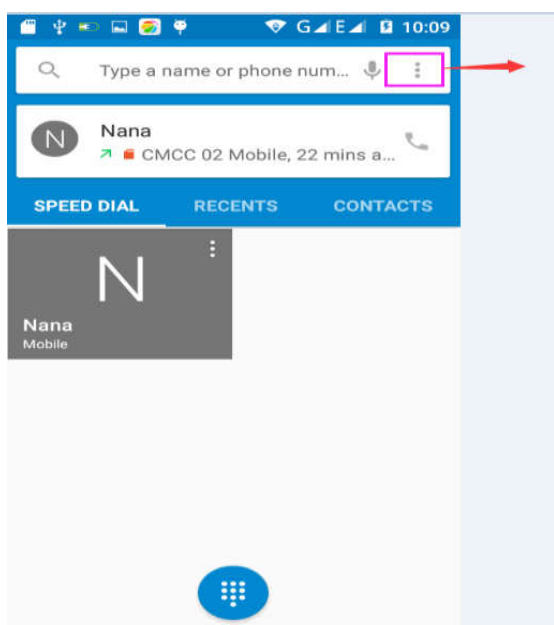 G E 10:09
Type a name or phone num...
N Nana
CMCC 02 Mobile, 22 mins a...
SPEED DIAL RECENTS CONTACTS
N
Nana
Mobile